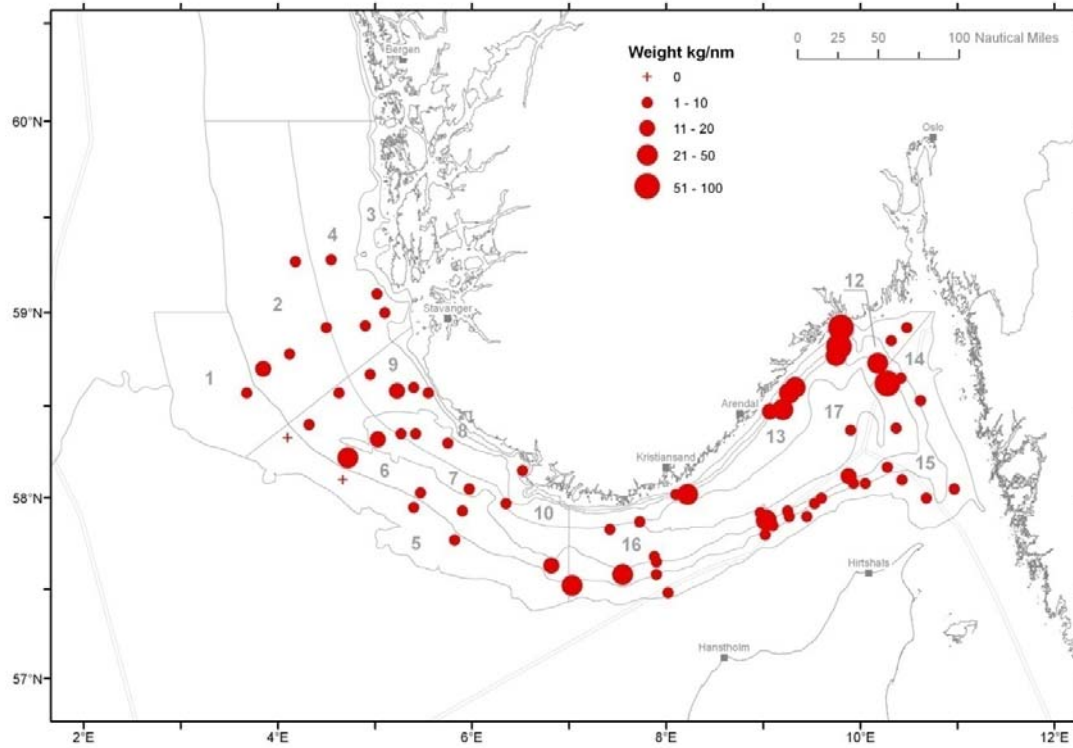 Bergen
0 25 50 100 Nautical Miles
Weight kg/nm
0
1 - 10
11 - 20
21 - 50
51 - 100
60°N
Oslo
3
4
2
59°N
Stavanger
12
1
9
14
Arendal
8
13
17
6
Kristiansand
7
15
58°N
10
5
16
Hirtshals
Hanstholm
57°N
2°E 4°E 6°E 8°E 10°E 12°E